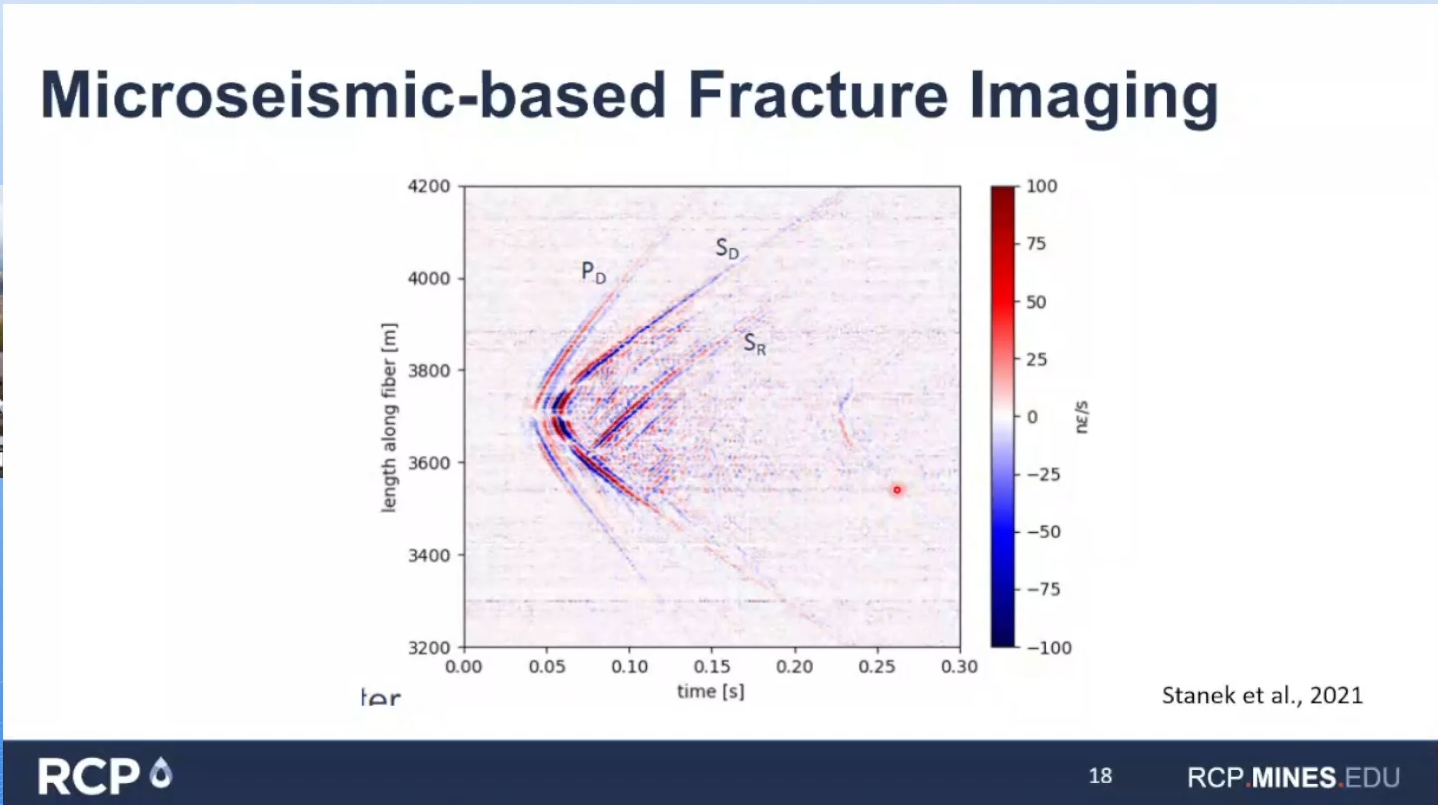 Microseismic-based Fracture Imaging
4200
4000
3800
3600
3400
3200
length along fiber [m]
P_D
S_D
S_R
0.00 0.05 0.10 0.15 0.20 0.25 0.30
time [s]
100
75
50
25
0
−25
−50
−75
−100
nε/s
ter
Stanek et al., 2021
RCP
18
RCP.MINES.EDU